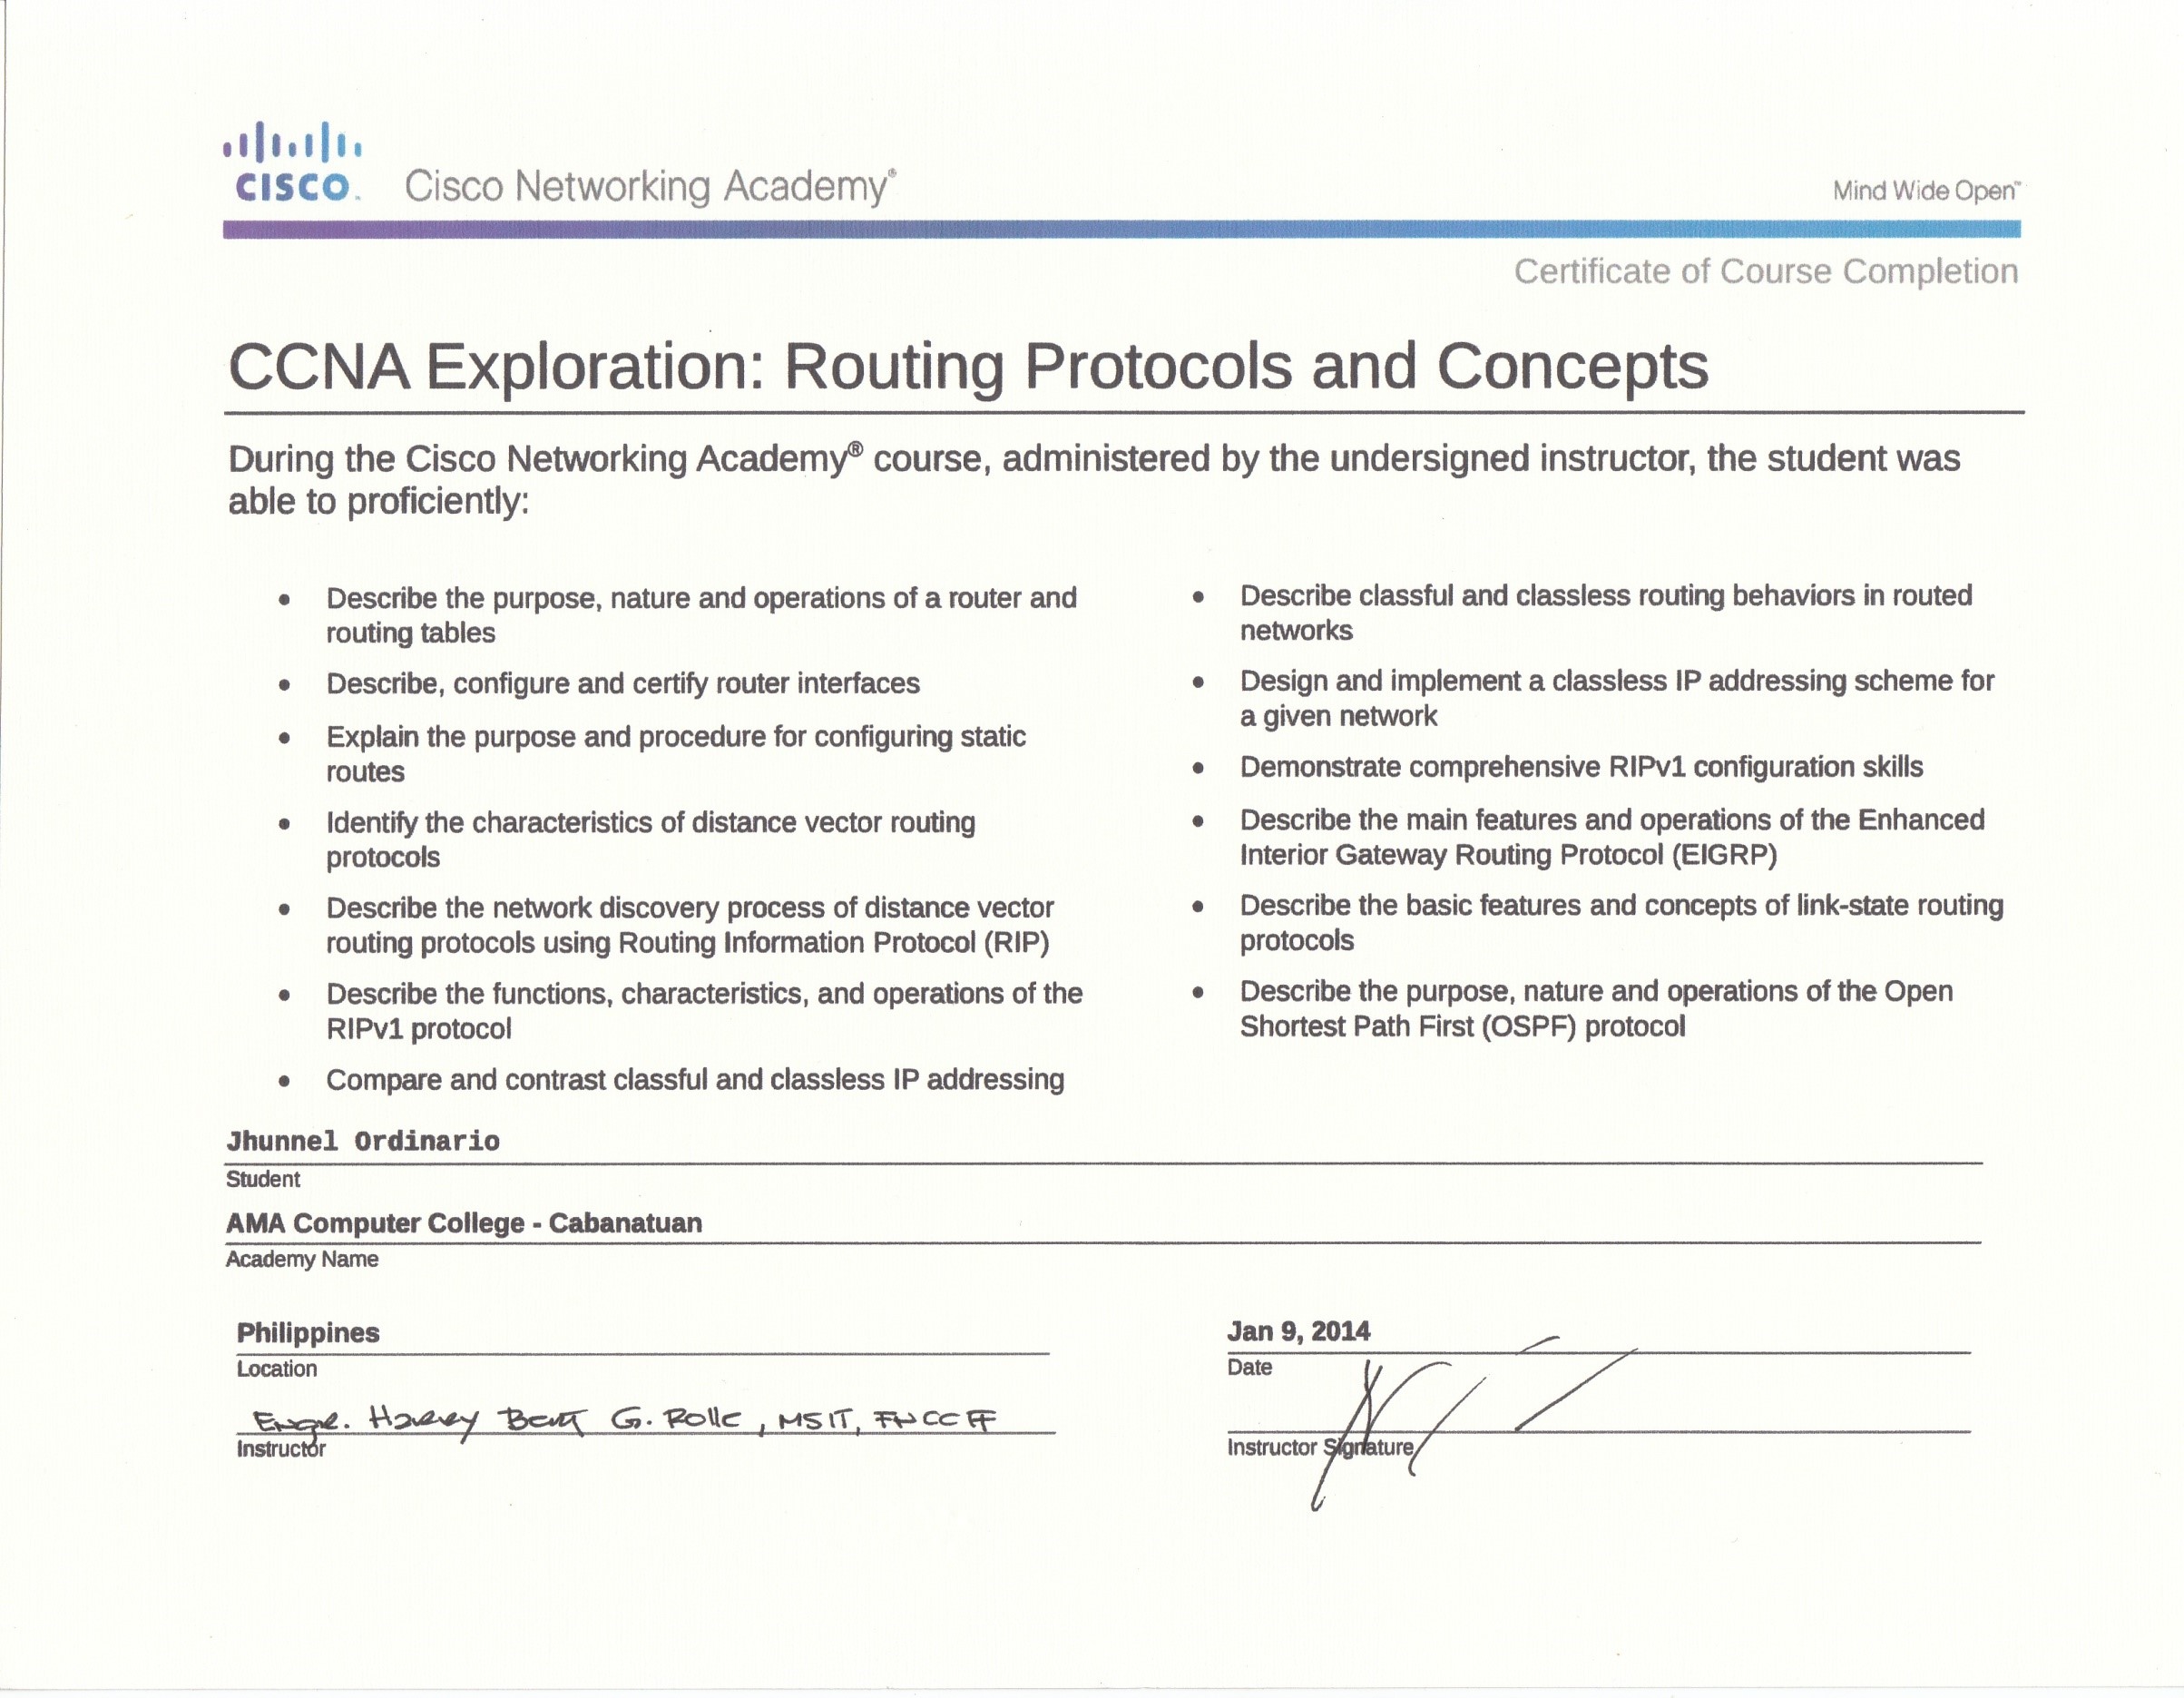 CISCO. Cisco Networking Academy®
Mind Wide Open™
Certificate of Course Completion
CCNA Exploration: Routing Protocols and Concepts
During the Cisco Networking Academy® course, administered by the undersigned instructor, the student was
able to proficiently:
• Describe the purpose, nature and operations of a router and
routing tables
• Describe, configure and certify router interfaces
• Explain the purpose and procedure for configuring static
routes
• Identify the characteristics of distance vector routing
protocols
• Describe the network discovery process of distance vector
routing protocols using Routing Information Protocol (RIP)
• Describe the functions, characteristics, and operations of the
RIPv1 protocol
• Compare and contrast classful and classless IP addressing
• Describe classful and classless routing behaviors in routed
networks
• Design and implement a classless IP addressing scheme for
a given network
• Demonstrate comprehensive RIPv1 configuration skills
• Describe the main features and operations of the Enhanced
Interior Gateway Routing Protocol (EIGRP)
• Describe the basic features and concepts of link-state routing
protocols
• Describe the purpose, nature and operations of the Open
Shortest Path First (OSPF) protocol
Jhunnel Ordinario
Student
AMA Computer College - Cabanatuan
Academy Name
Philippines
Location
Jan 9, 2014
Date
Engr. Harvey Bert G. , MSIT,
Instructor
Instructor Signature